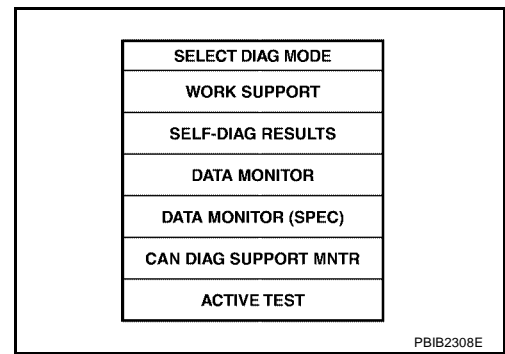 SELECT DIAG MODE
WORK SUPPORT
SELF-DIAG RESULTS
DATA MONITOR
DATA MONITOR (SPEC)
CAN DIAG SUPPORT MNTR
ACTIVE TEST
PBIB2308E